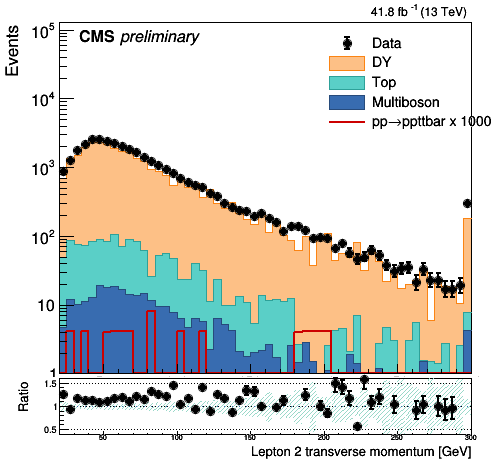 41.8 fb⁻¹ (13 TeV)
CMS preliminary
Events
10⁵
10⁴
10³
10²
10
1
Data
DY
Top
Multiboson
pp→ppttbar x 1000
Ratio
1.5
1
0.5
50 100 150 200 250 300
Lepton 2 transverse momentum [GeV]